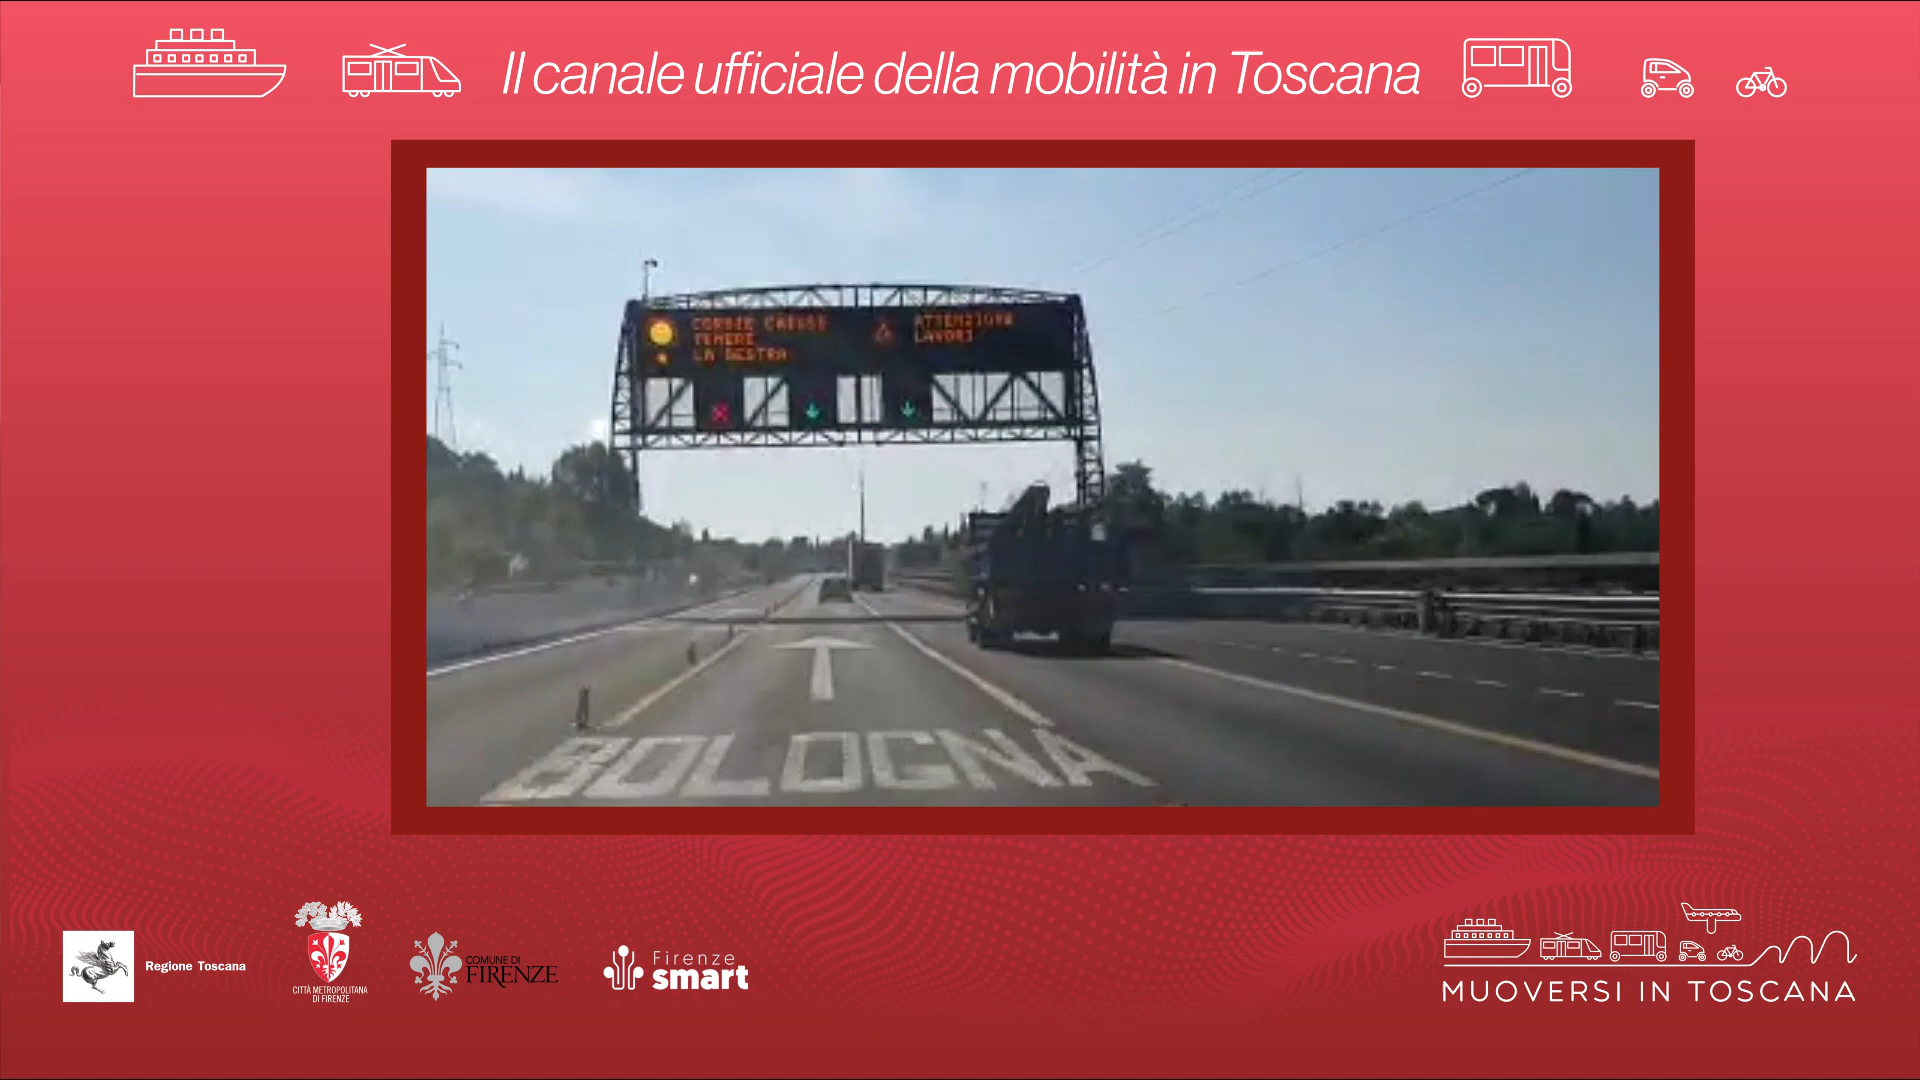 Il canale ufficiale della mobilità in Toscana
CORSIE CHIUSE
TENERE
LA DESTRA
ATTENZIONE
LAVORI
BOLOGNA
Regione Toscana
CITTÀ METROPOLITANA
DI FIRENZE
COMUNE DI
FIRENZE
Firenze
smart
MUOVERSI IN TOSCANA